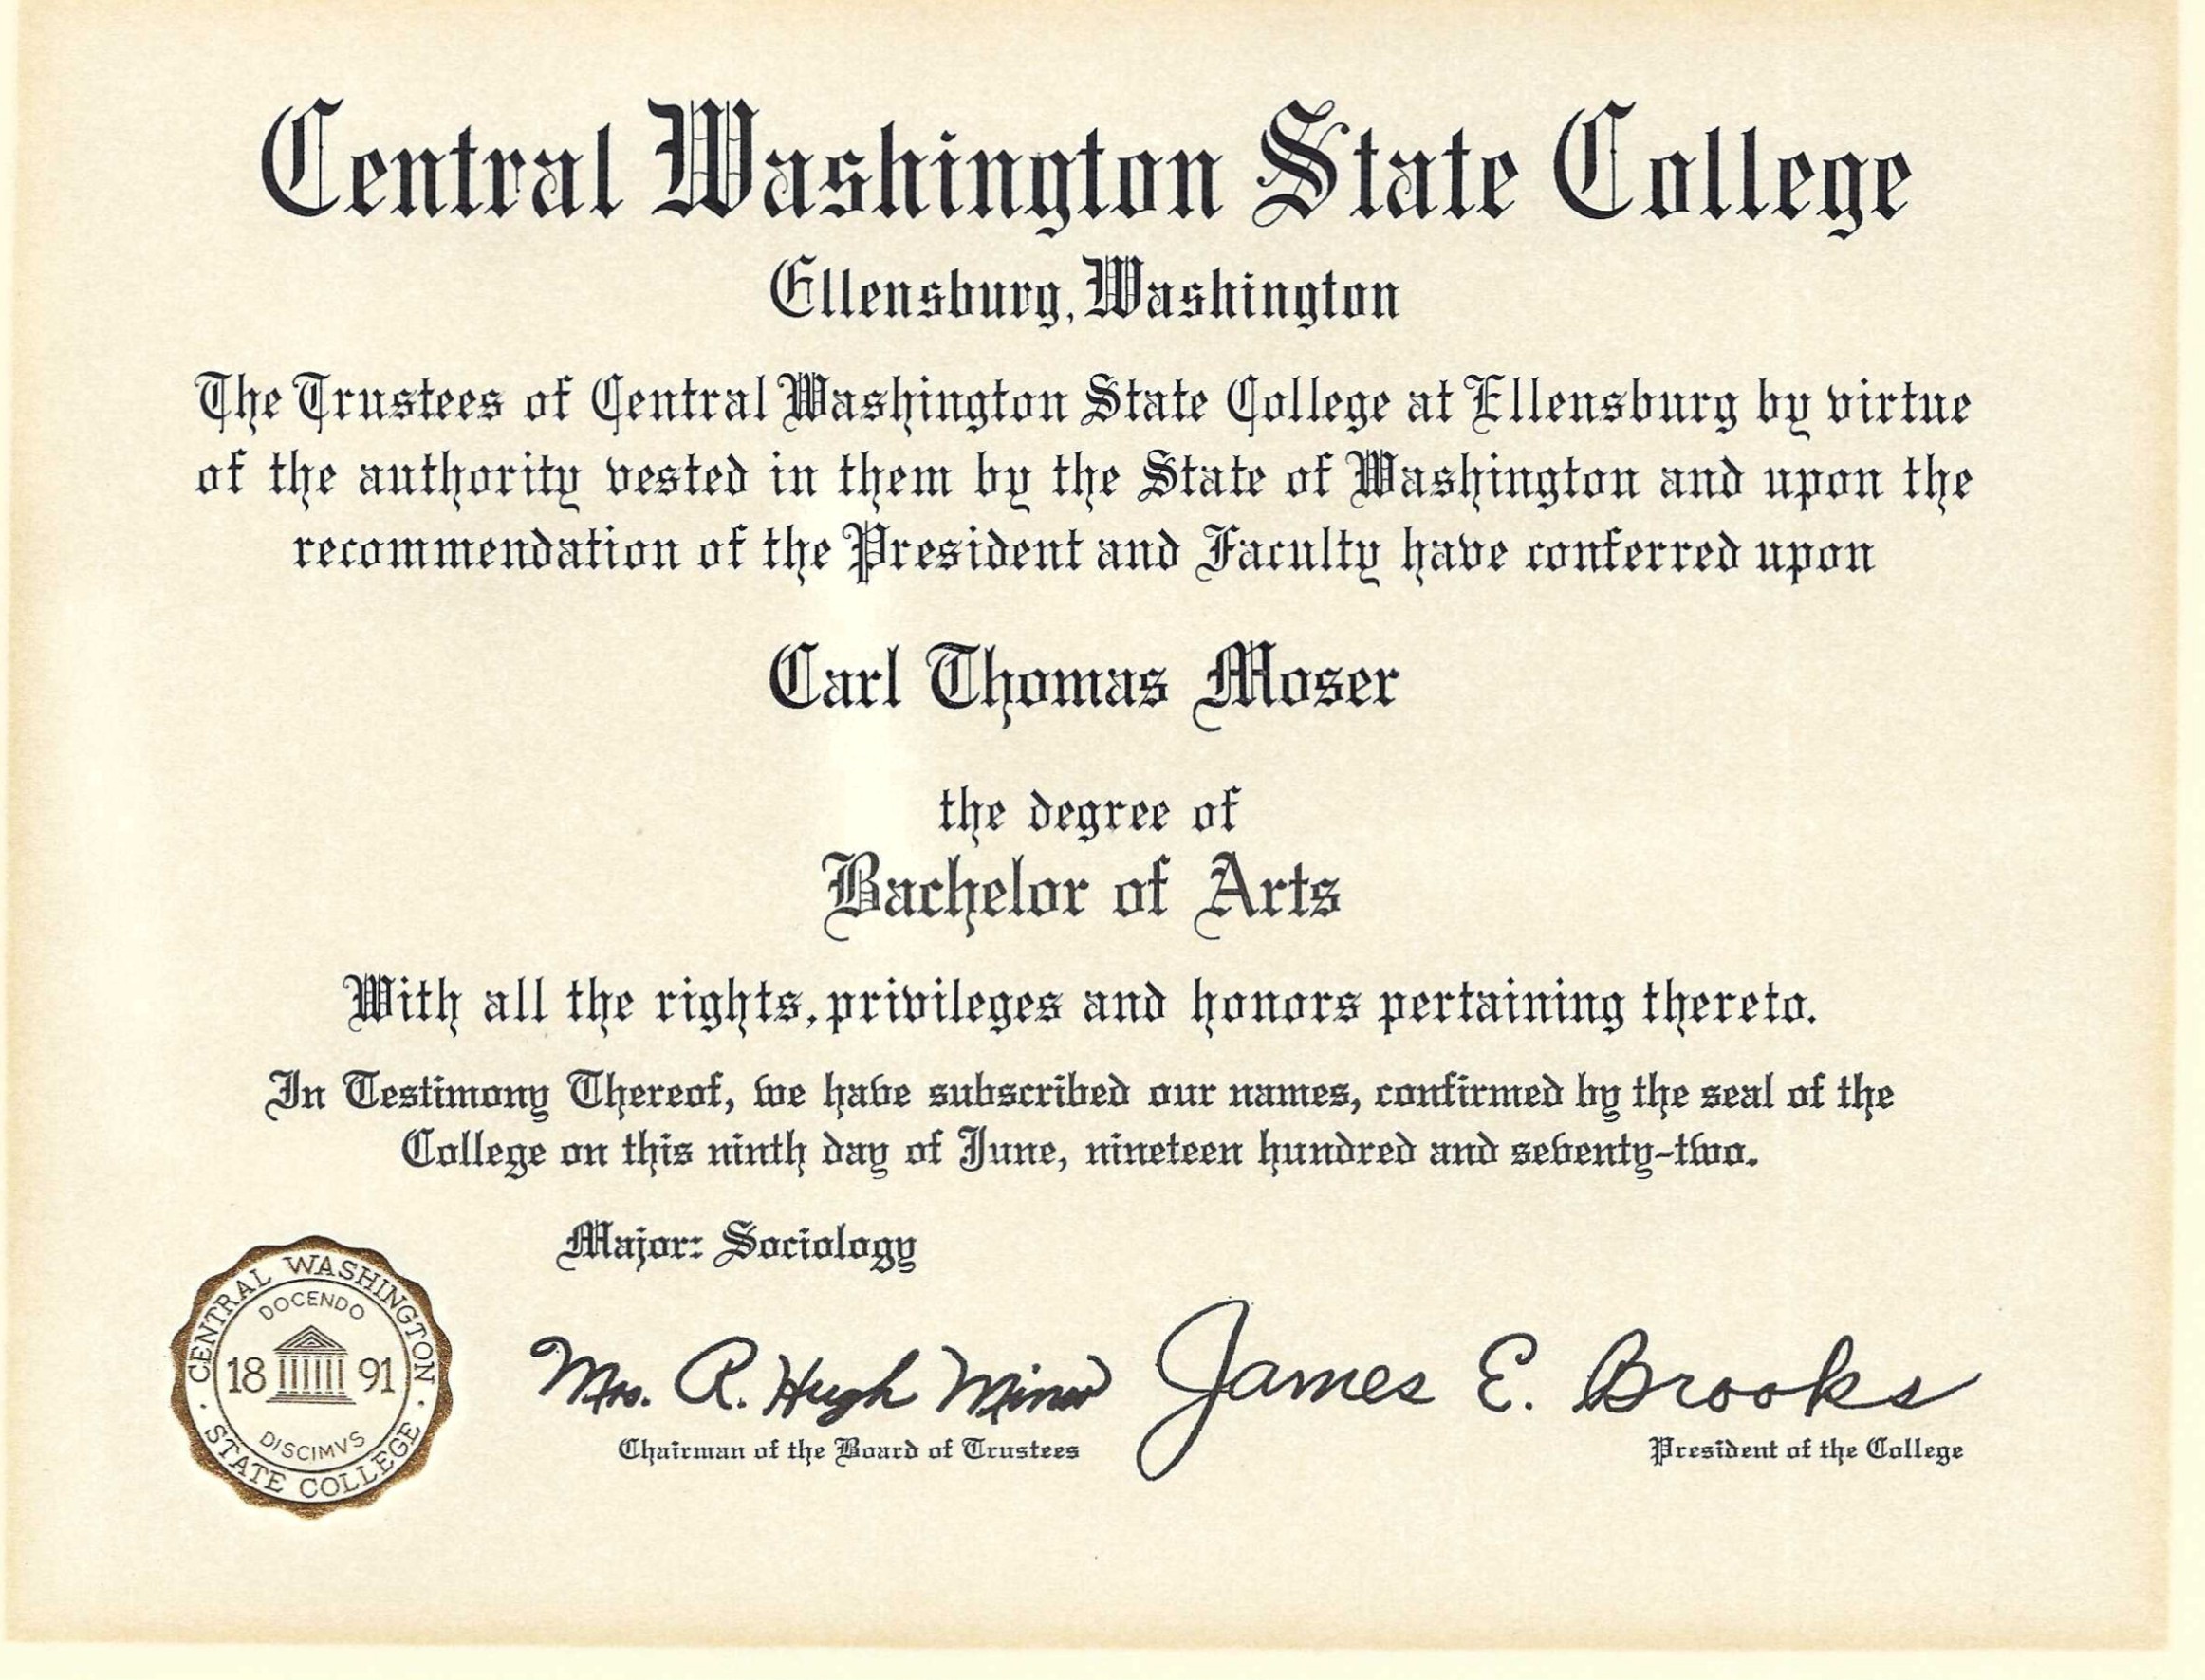 Central Washington State College
Ellensburg, Washington
The Trustees of Central Washington State College at Ellensburg by virtue
of the authority vested in them by the State of Washington and upon the
recommendation of the President and Faculty have conferred upon
Carl Thomas Moser
the degree of
Bachelor of Arts
With all the rights, privileges and honors pertaining thereto.
In Testimony Thereof, we have subscribed our names, confirmed by the seal of the
College on this ninth day of June, nineteen hundred and seventy-two.
Major: Sociology
CENTRAL WASHINGTON
DOCENDO
18 91
DISCIMVS
· STATE COLLEGE ·
Mrs. R. Hugh Minor
James E. Brooks
Chairman of the Board of Trustees
President of the College